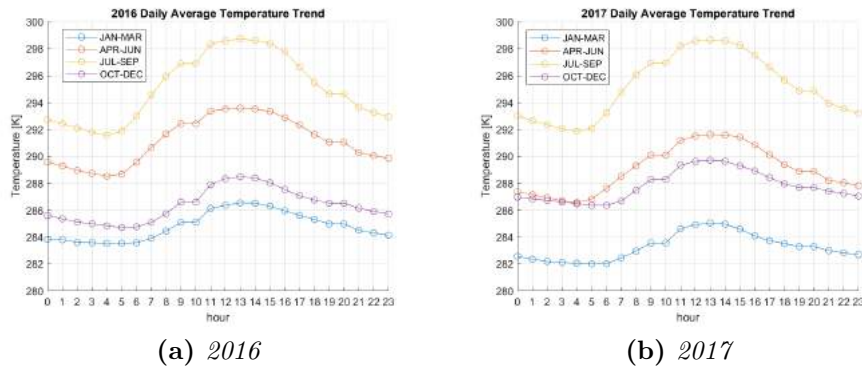 2016 Daily Average Temperature Trend
300
298
296
294
292
290
288
286
284
282
280
Temperature [K]
JAN-MAR
APR-JUN
JUL-SEP
OCT-DEC
0 1 2 3 4 5 6 7 8 9 10 11 12 13 14 15 16 17 18 19 20 21 22 23
hour
(a) 2016
2017 Daily Average Temperature Trend
300
298
296
294
292
290
288
286
284
282
280
Temperature [K]
JAN-MAR
APR-JUN
JUL-SEP
OCT-DEC
0 1 2 3 4 5 6 7 8 9 10 11 12 13 14 15 16 17 18 19 20 21 22 23
hour
(b) 2017